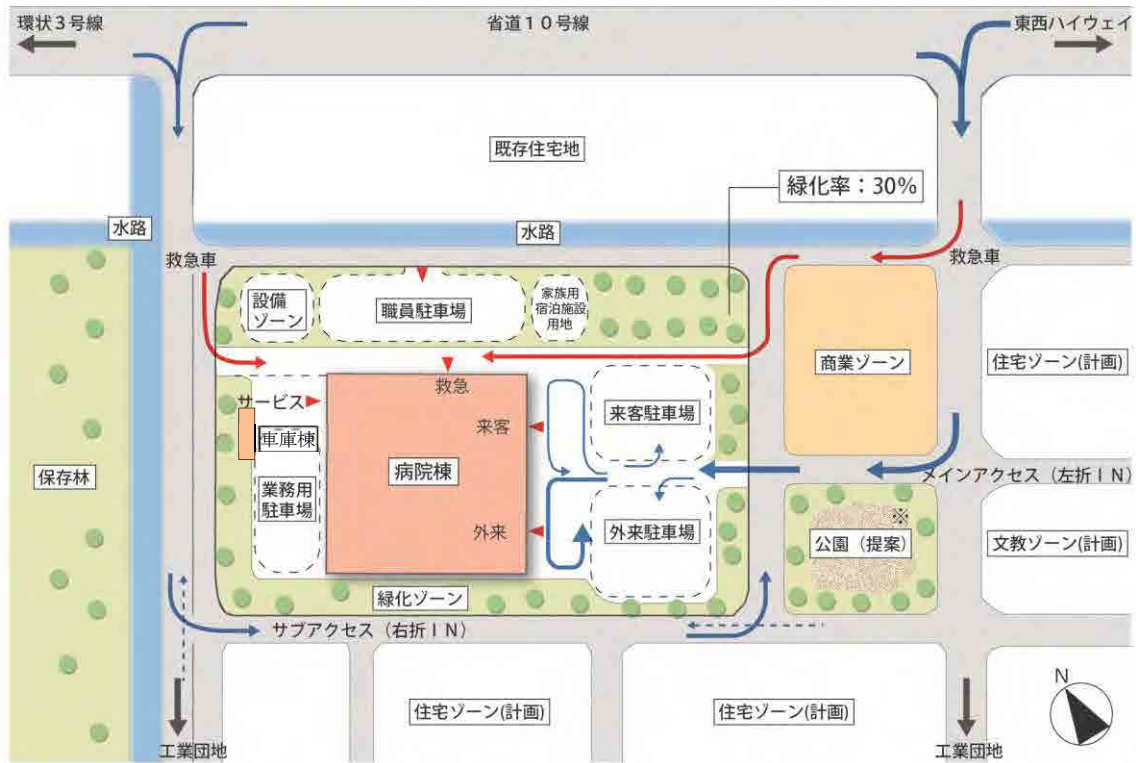 環状3号線
省道10号線
東西ハイウェイ
既存住宅地
緑化率:30%
水路
水路
救急車
救急車
設備
ゾーン
職員駐車場
家族用
宿泊施設
用地
商業ゾーン
住宅ゾーン(計画)
救急
サービス
来客
来客駐車場
車庫棟
病院棟
保存林
メインアクセス(左折IN)
業務用
駐車場
外来
外来駐車場
※
公園(提案)
文教ゾーン(計画)
緑化ゾーン
サブアクセス(右折IN)
N
住宅ゾーン(計画)
住宅ゾーン(計画)
工業団地
工業団地